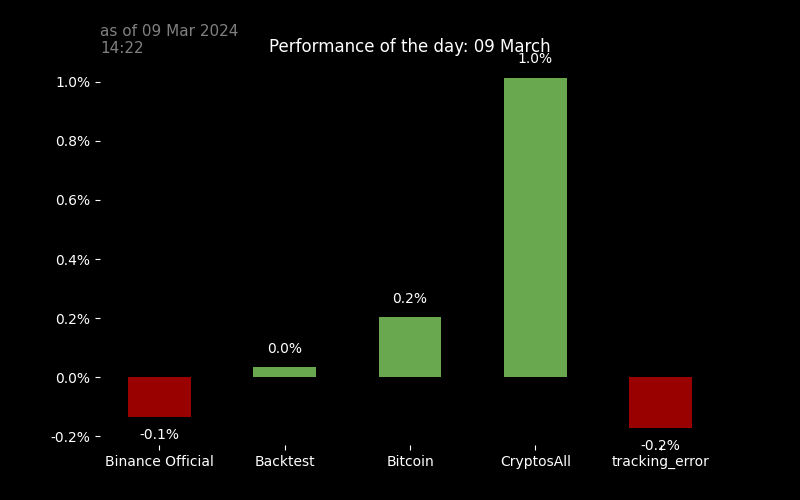 as of 09 Mar 2024
14:22
Performance of the day: 09 March
1.0%
1.0%
0.8%
0.6%
0.4%
0.2%
0.2%
0.0%
0.0%
-0.1%
-0.2%
-0.2%
Binance Official
Backtest
Bitcoin
CryptosAll
tracking_error